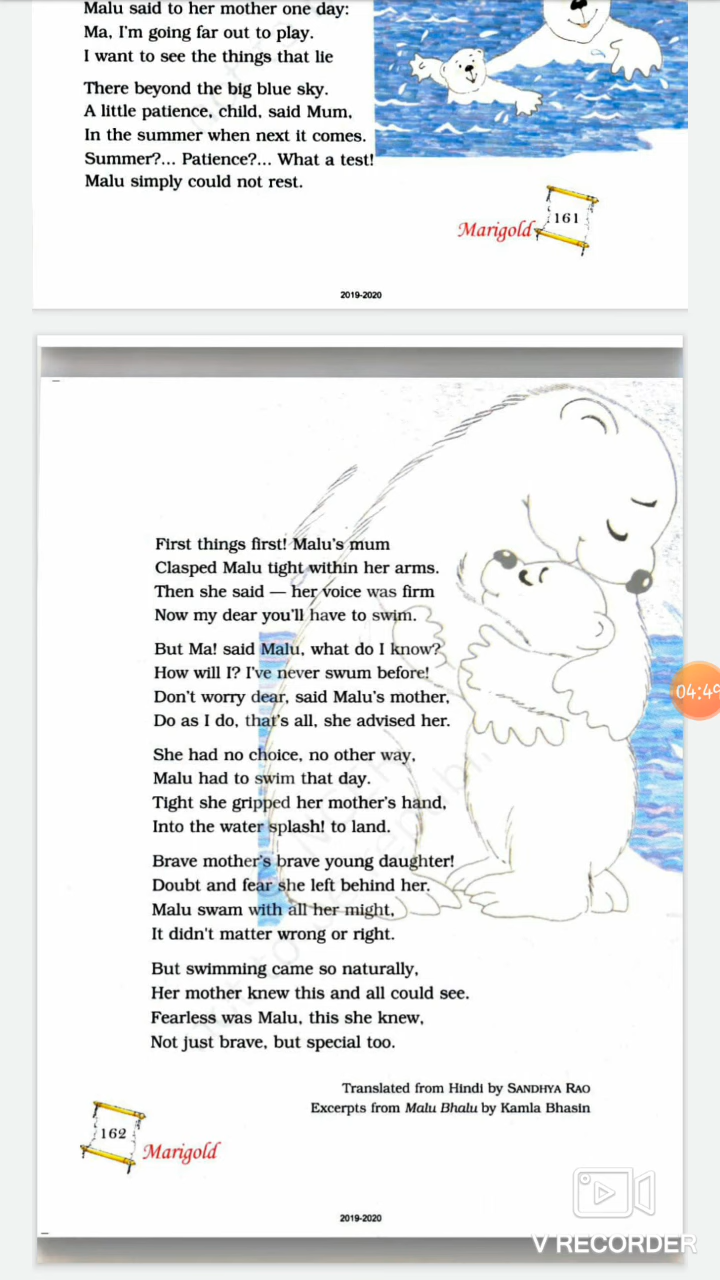 Malu said to her mother one day:
Ma, I'm going far out to play.
I want to see the things that lie
There beyond the big blue sky.
A little patience, child, said Mum,
In the summer when next it comes.
Summer?... Patience?... What a test!
Malu simply could not rest.
Marigold
161
2019-2020
First things first! Malu's mum
Clasped Malu tight within her arms.
Then she said — her voice was firm
Now my dear you'll have to swim.
But Ma! said Malu, what do I know?
How will I? I've never swum before!
Don't worry dear, said Malu's mother,
Do as I do, that's all, she advised her.
She had no choice, no other way,
Malu had to swim that day.
Tight she gripped her mother's hand,
Into the water splash! to land.
Brave mother's brave young daughter!
Doubt and fear she left behind her.
Malu swam with all her might,
It didn't matter wrong or right.
But swimming came so naturally,
Her mother knew this and all could see.
Fearless was Malu, this she knew,
Not just brave, but special too.
Translated from Hindi by SANDHYA RAO
Excerpts from Malu Bhalu by Kamla Bhasin
162
Marigold
2019-2020
04:49
V RECORDER